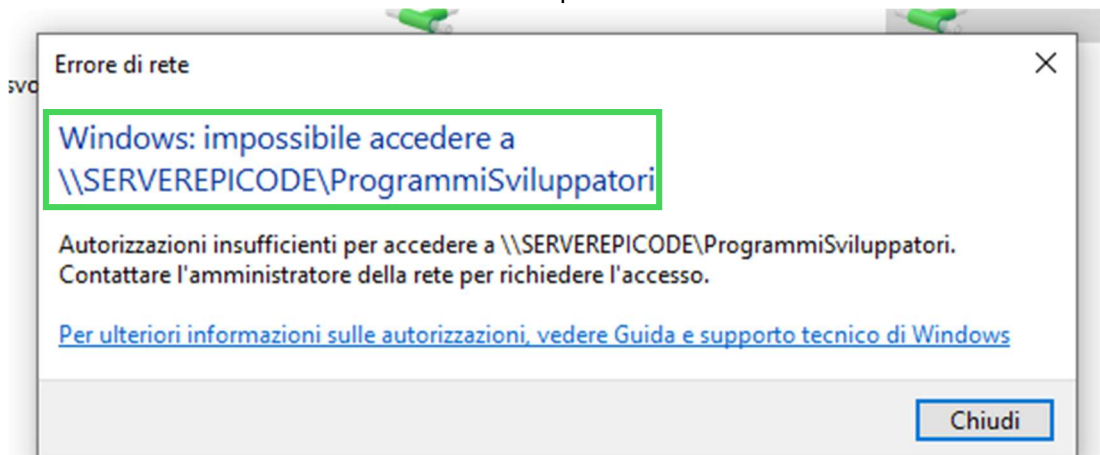 svo
Errore di rete
Windows: impossibile accedere a
\\SERVEREPICODE\ProgrammiSviluppatori
Autorizzazioni insufficienti per accedere a \\SERVEREPICODE\ProgrammiSviluppatori.
Contattare l'amministratore della rete per richiedere l'accesso.
Per ulteriori informazioni sulle autorizzazioni, vedere Guida e supporto tecnico di Windows
Chiudi